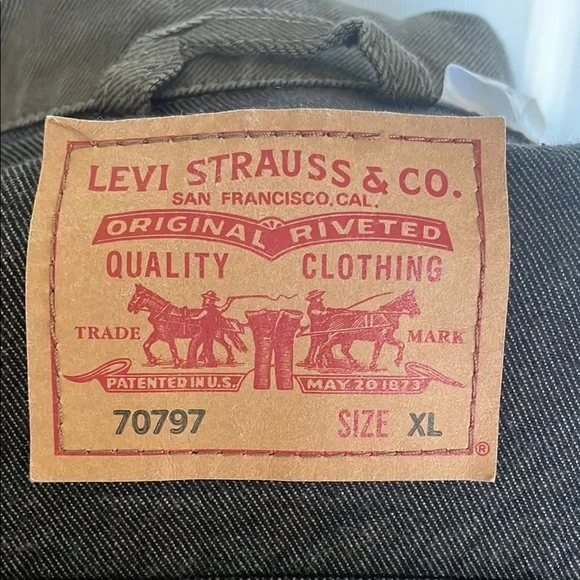 LEVI STRAUSS & CO.
SAN FRANCISCO, CAL.
ORIGINAL RIVETED
QUALITY CLOTHING
TRADE MARK
PATENTED IN U.S. MAY 20 1873
70797 SIZE XL ®